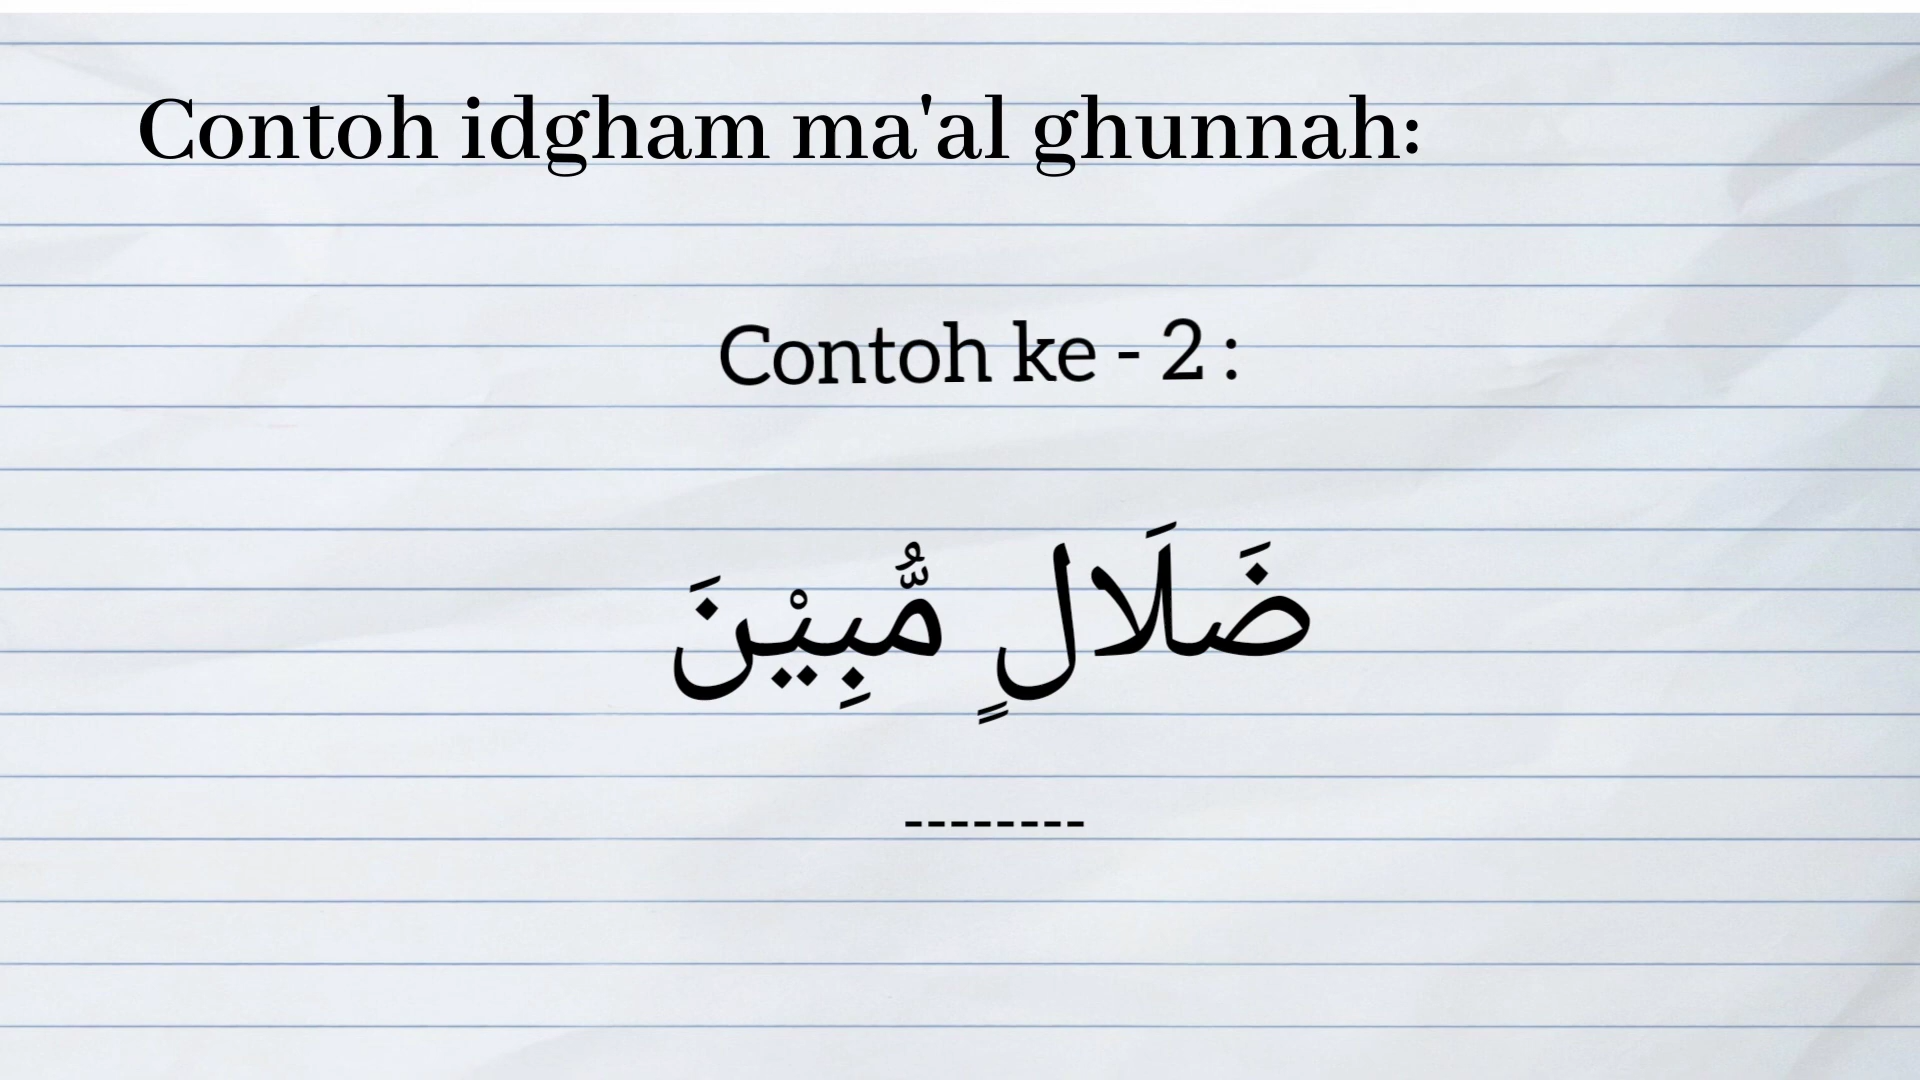 Contoh idgham ma'al ghunnah:
Contoh ke - 2 :
ضَلَالٍ مُّبِيْنَ
--------